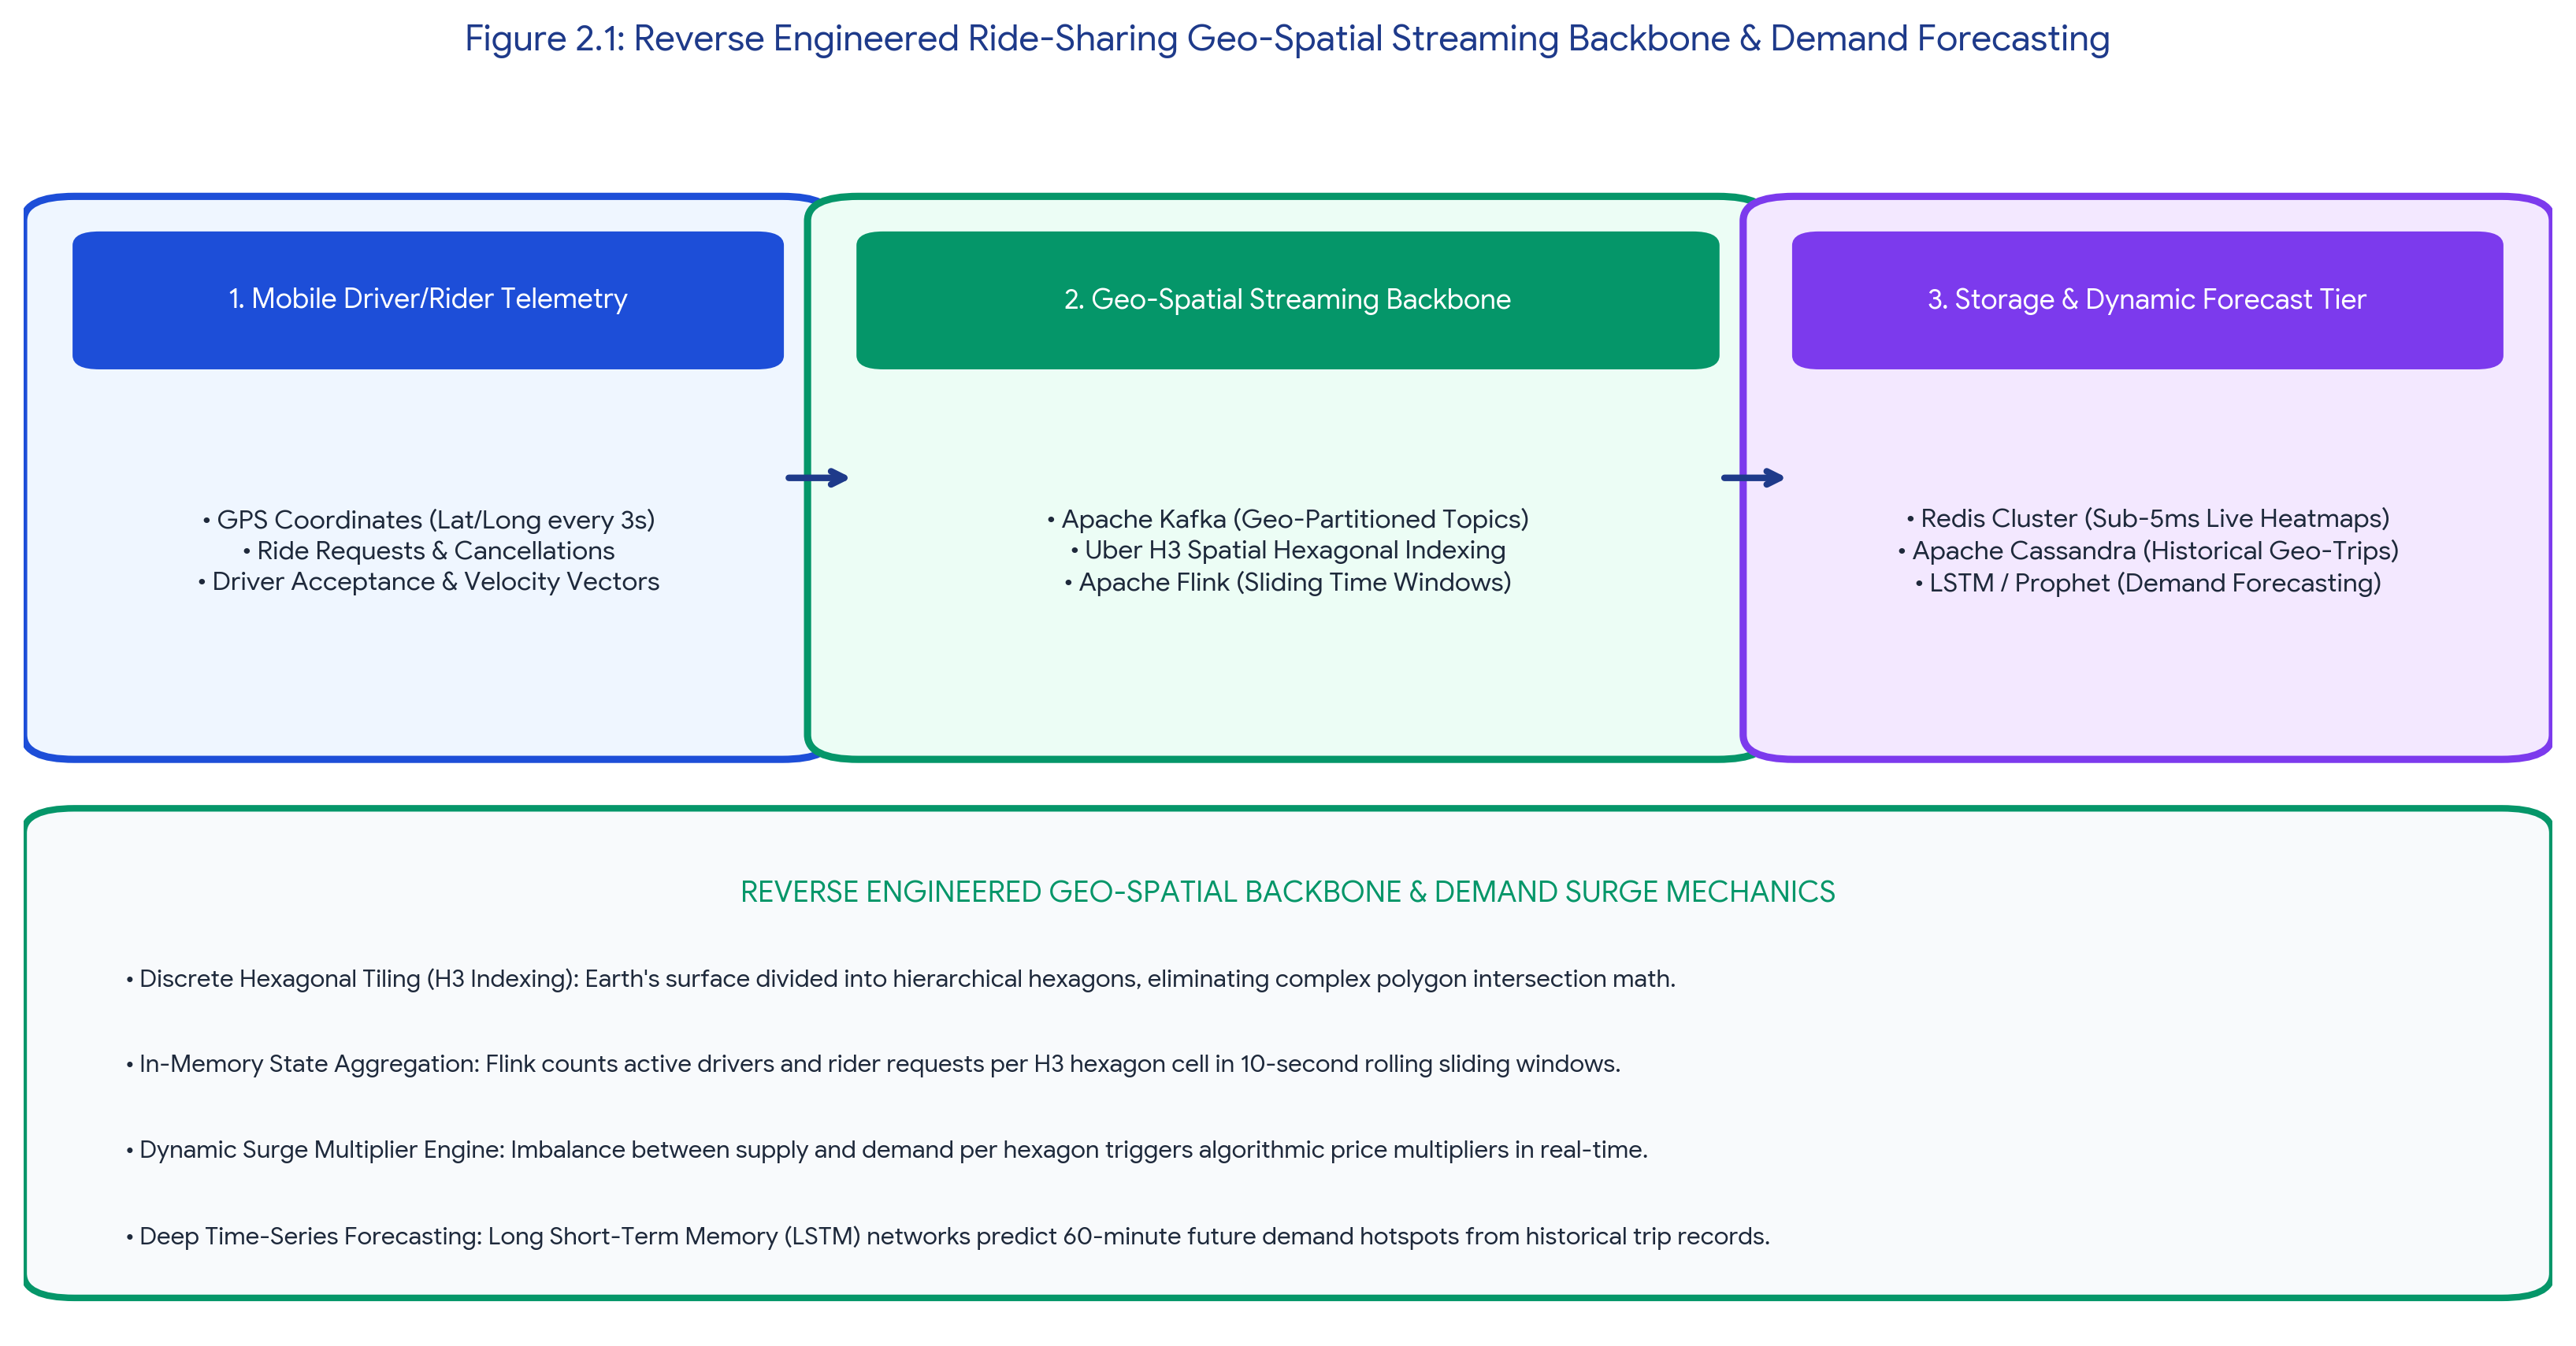 Figure 2.1: Reverse Engineered Ride-Sharing Geo-Spatial Streaming Backbone & Demand Forecasting
1. Mobile Driver/Rider Telemetry
• GPS Coordinates (Lat/Long every 3s)
• Ride Requests & Cancellations
• Driver Acceptance & Velocity Vectors
2. Geo-Spatial Streaming Backbone
• Apache Kafka (Geo-Partitioned Topics)
• Uber H3 Spatial Hexagonal Indexing
• Apache Flink (Sliding Time Windows)
3. Storage & Dynamic Forecast Tier
• Redis Cluster (Sub-5ms Live Heatmaps)
• Apache Cassandra (Historical Geo-Trips)
• LSTM / Prophet (Demand Forecasting)
REVERSE ENGINEERED GEO-SPATIAL BACKBONE & DEMAND SURGE MECHANICS
• Discrete Hexagonal Tiling (H3 Indexing): Earth's surface divided into hierarchical hexagons, eliminating complex polygon intersection math.
• In-Memory State Aggregation: Flink counts active drivers and rider requests per H3 hexagon cell in 10-second rolling sliding windows.
• Dynamic Surge Multiplier Engine: Imbalance between supply and demand per hexagon triggers algorithmic price multipliers in real-time.
• Deep Time-Series Forecasting: Long Short-Term Memory (LSTM) networks predict 60-minute future demand hotspots from historical trip records.